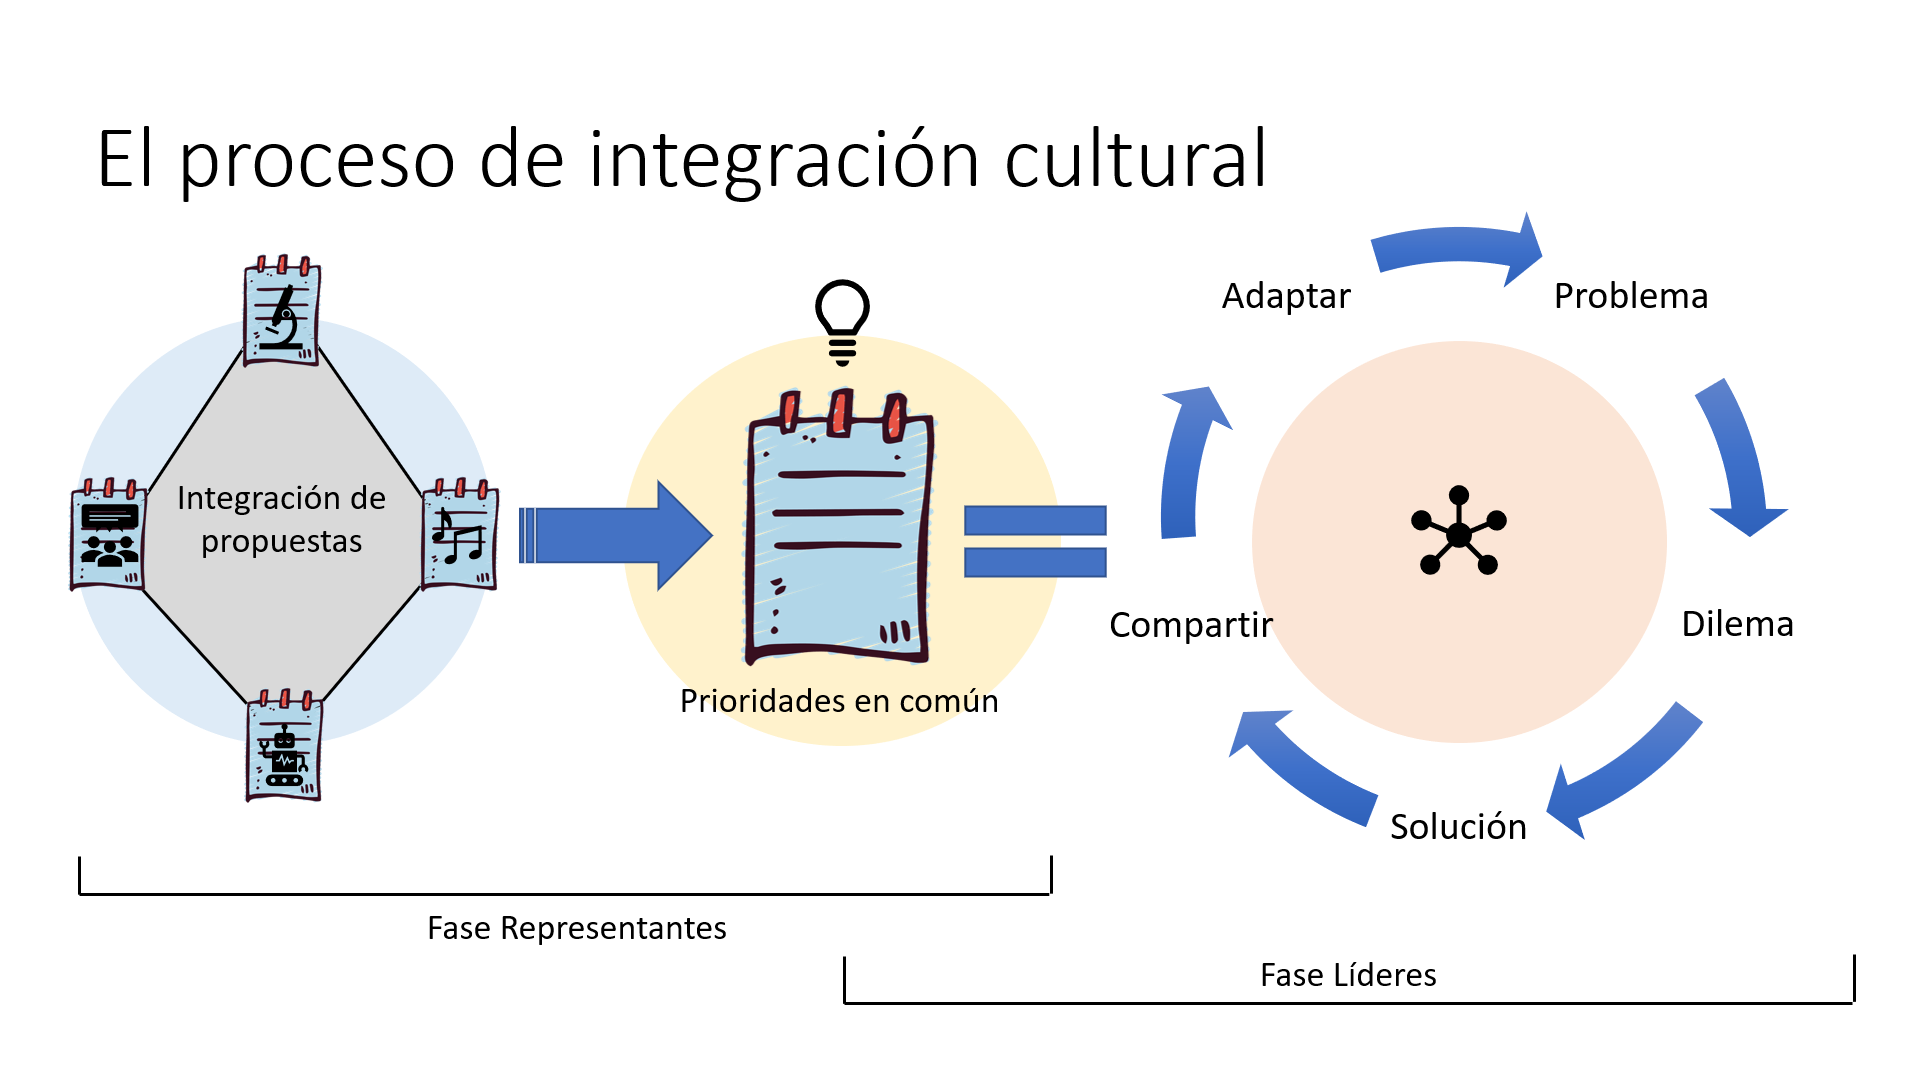 El proceso de integración cultural
Integración de
propuestas
Prioridades en común
Adaptar
Problema
Dilema
Solución
Compartir
Fase Representantes
Fase Líderes